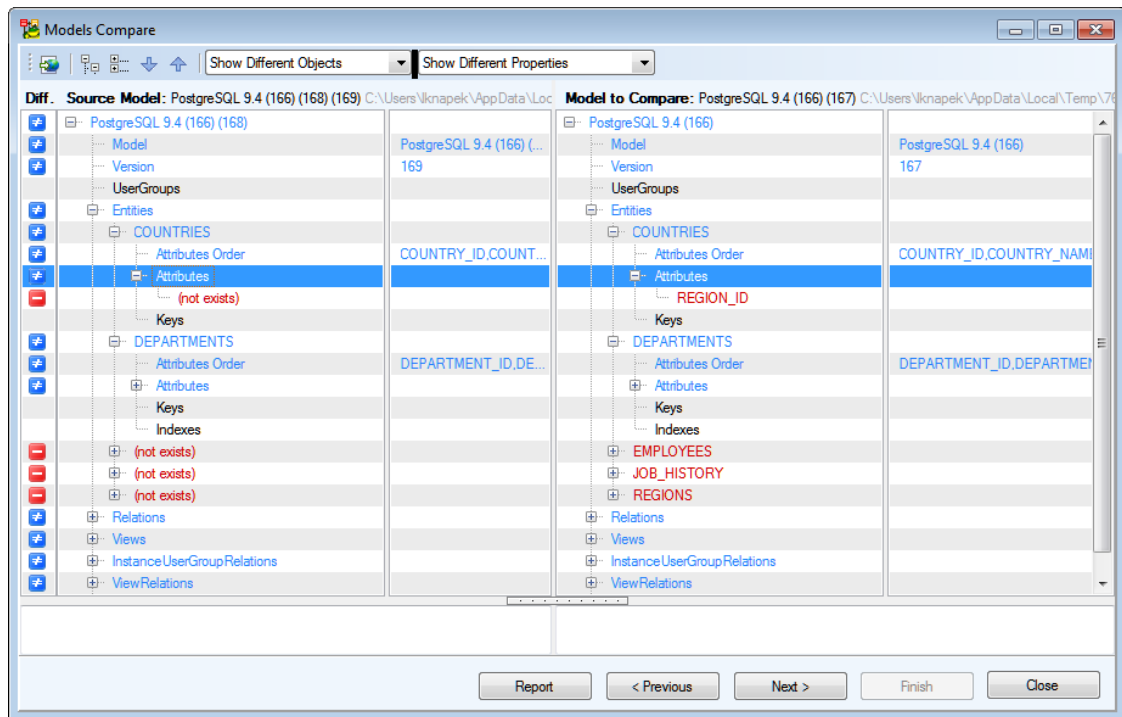 Models Compare
Show Different Objects Show Different Properties
Diff. Source Model: PostgreSQL 9.4 (166) (168) (169) C:\Users\lknapek\AppData\Loc Model to Compare: PostgreSQL 9.4 (166) (167) C:\Users\lknapek\AppData\Local\Temp\76
PostgreSQL 9.4 (166) (168) PostgreSQL 9.4 (166)
Model PostgreSQL 9.4 (166) (... Model PostgreSQL 9.4 (166)
Version 169 Version 167
UserGroups UserGroups
Entities Entities
COUNTRIES COUNTRIES
Attributes Order COUNTRY_ID,COUNT... Attributes Order COUNTRY_ID,COUNTRY_NAME
Attributes Attributes
(not exists) REGION_ID
Keys Keys
DEPARTMENTS DEPARTMENTS
Attributes Order DEPARTMENT_ID,DE... Attributes Order DEPARTMENT_ID,DEPARTMEN
Attributes Attributes
Keys Keys
Indexes Indexes
(not exists) EMPLOYEES
(not exists) JOB_HISTORY
(not exists) REGIONS
Relations Relations
Views Views
InstanceUserGroupRelations InstanceUserGroupRelations
ViewRelations ViewRelations
Report < Previous Next > Finish Close